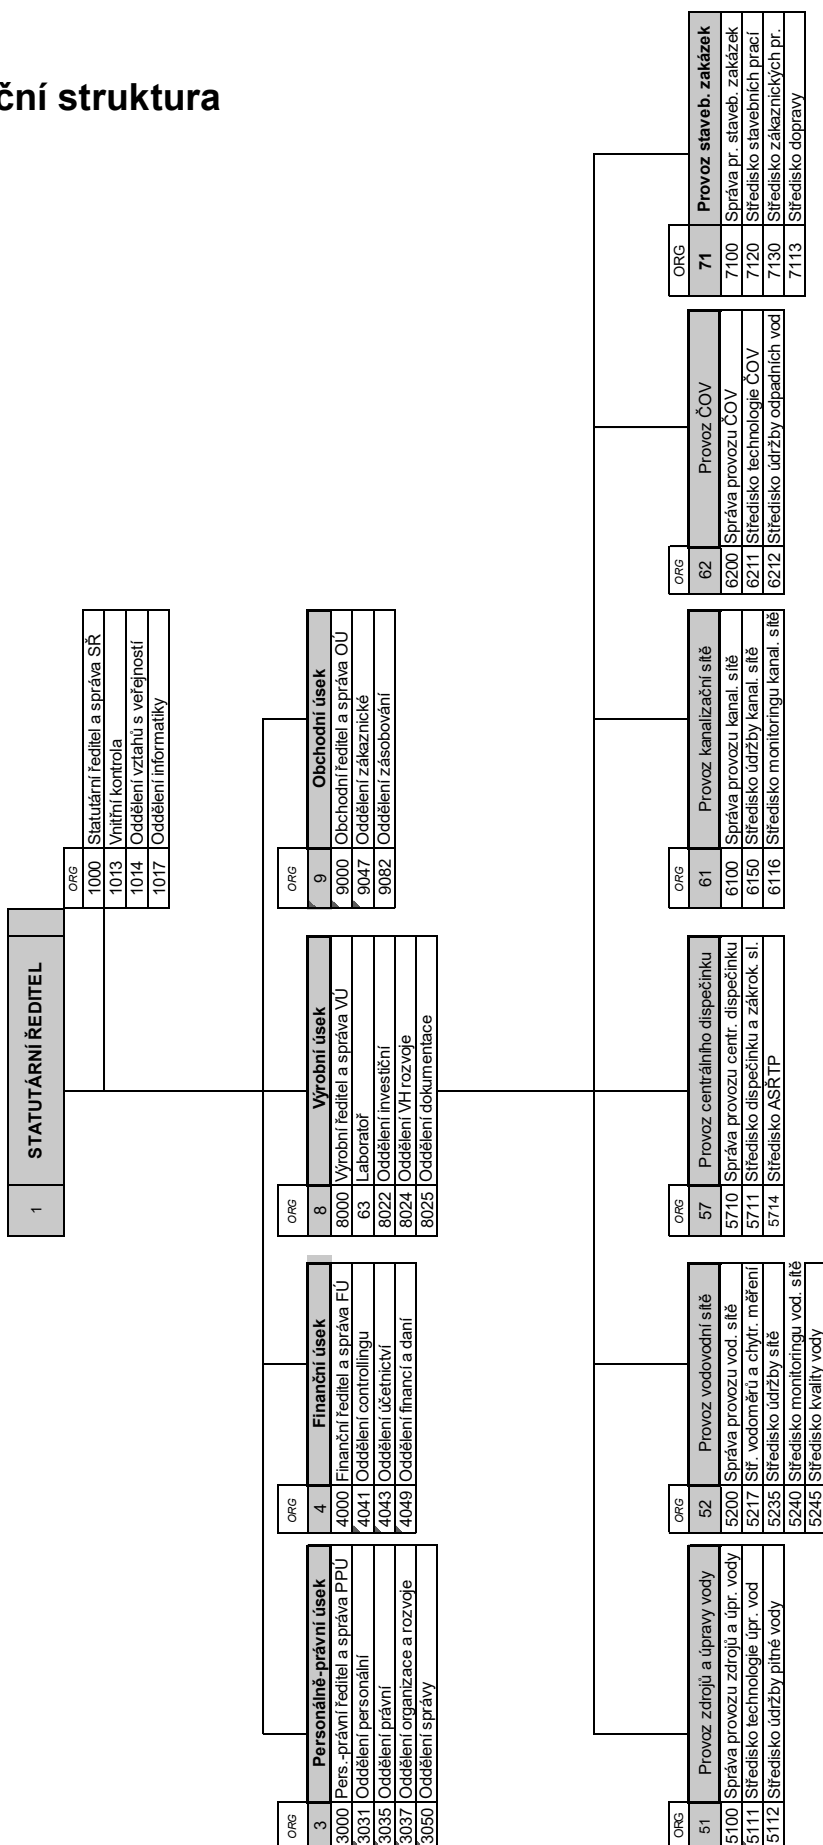 ční struktura
1 STATUTÁRNÍ ŘEDITEL
ORG
1000 Statutární ředitel a správa SŘ
1013 Vnitřní kontrola
1014 Oddělení vztahů s veřejností
1017 Oddělení informatiky
ORG
3 Personálně-právní úsek
3000 Pers.-právní ředitel a správa PPÚ
3031 Oddělení personální
3035 Oddělení právní
3037 Oddělení organizace a rozvoje
3050 Oddělení správy
ORG
4 Finanční úsek
4000 Finanční ředitel a správa FÚ
4041 Oddělení controllingu
4043 Oddělení účetnictví
4049 Oddělení financí a daní
ORG
8 Výrobní úsek
8000 Výrobní ředitel a správa VÚ
63 Laboratoř
8022 Oddělení investiční
8024 Oddělení VH rozvoje
8025 Oddělení dokumentace
ORG
9 Obchodní úsek
9000 Obchodní ředitel a správa OÚ
9047 Oddělení zákaznické
9082 Oddělení zásobování
ORG
51 Provoz zdrojů a úpravy vody
5100 Správa provozu zdrojů a úpr. vody
5111 Středisko technologie úpr. vod
5112 Středisko údržby pitné vody
ORG
52 Provoz vodovodní sítě
5200 Správa provozu vod. sítě
5217 Stř. vodoměrů a chytr. měření
5235 Středisko údržby sítě
5240 Středisko monitoringu vod. sítě
5245 Středisko kvality vody
ORG
57 Provoz centrálního dispečinku
5710 Správa provozu centr. dispečinku
5711 Středisko dispečinku a zákrok. sl.
5714 Středisko ASŘTP
ORG
61 Provoz kanalizační sítě
6100 Správa provozu kanal. sítě
6150 Středisko údržby kanal. sítě
6116 Středisko monitoringu kanal. sítě
ORG
62 Provoz ČOV
6200 Správa provozu ČOV
6211 Středisko technologie ČOV
6212 Středisko údržby odpadních vod
ORG
71 Provoz staveb. zakázek
7100 Správa pr. staveb. zakázek
7120 Středisko stavebních prací
7130 Středisko zákaznických pr.
7113 Středisko dopravy